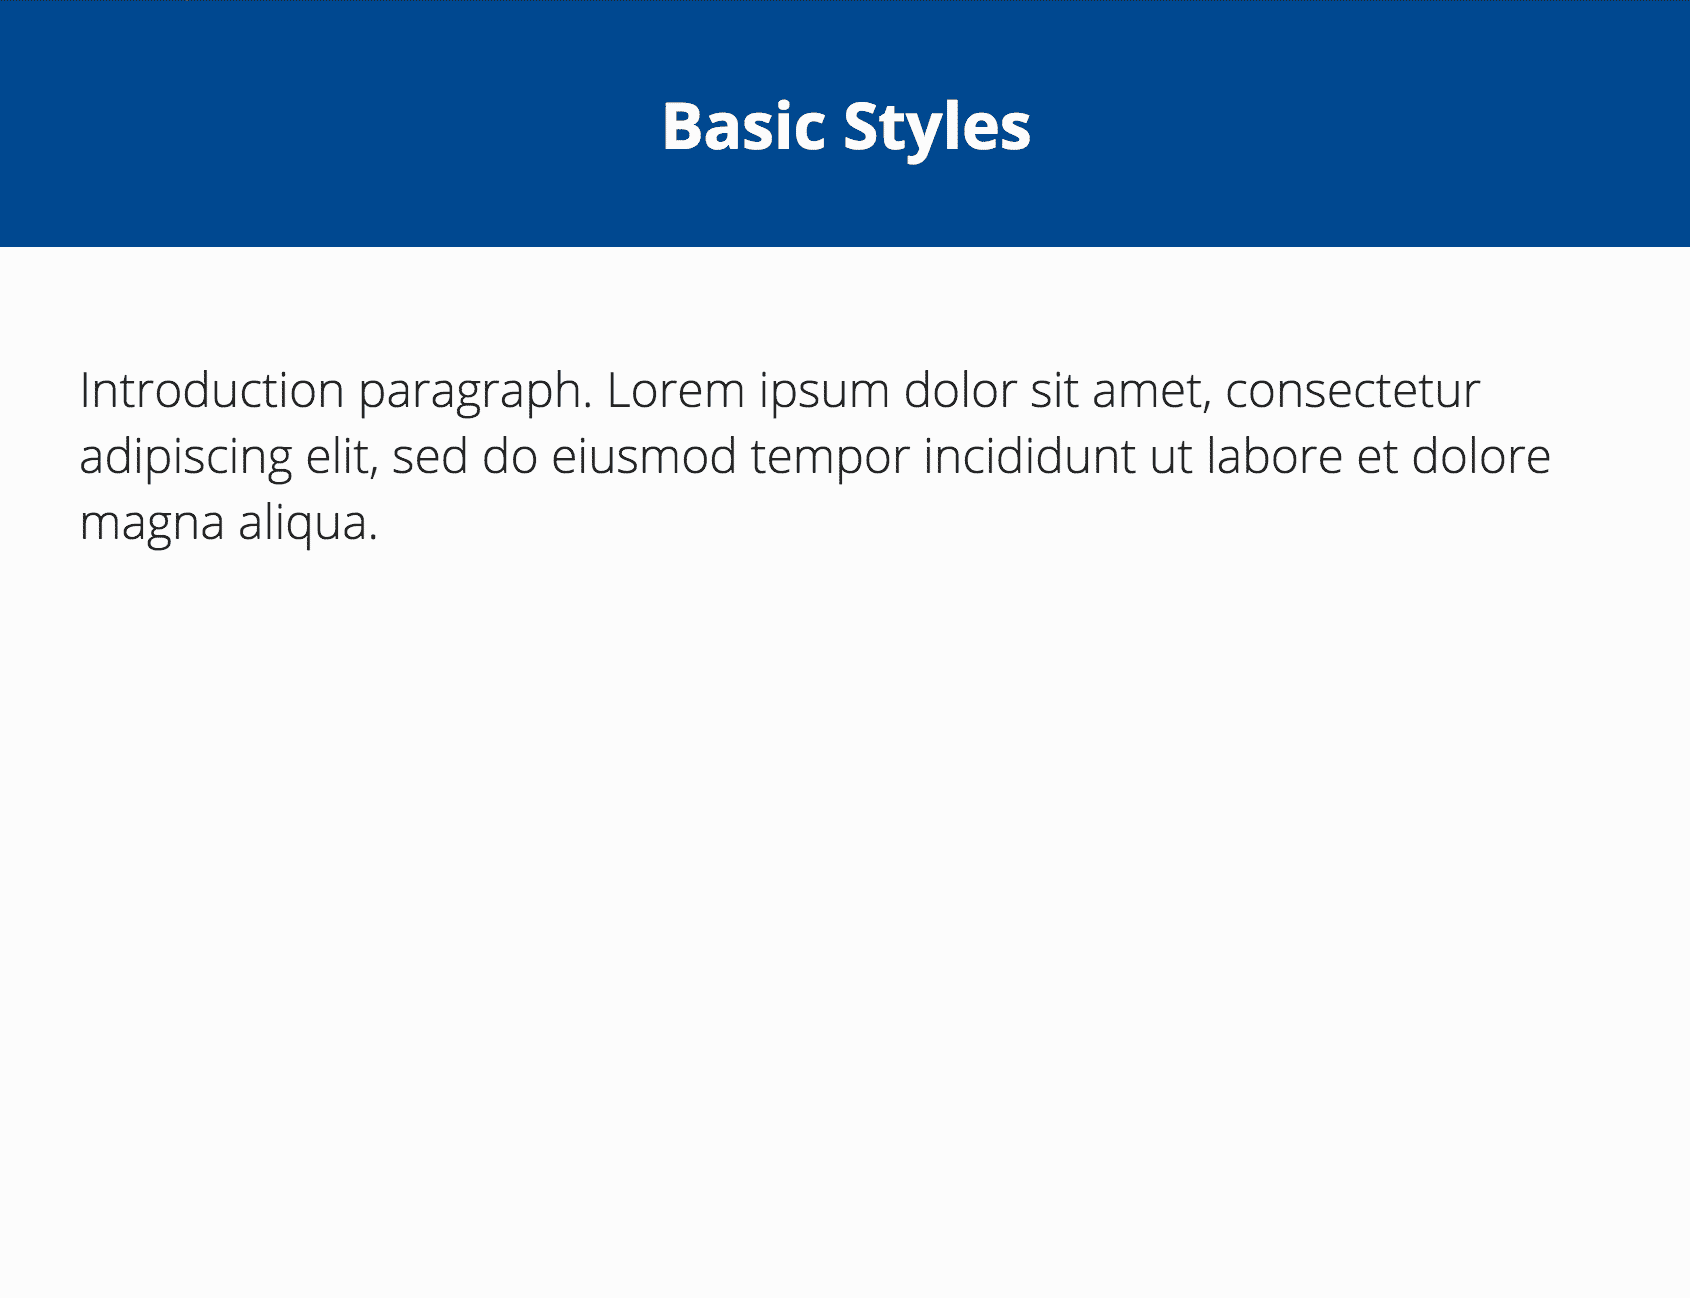 Basic Styles
Introduction paragraph. Lorem ipsum dolor sit amet, consectetur
adipiscing elit, sed do eiusmod tempor incididunt ut labore et dolore
magna aliqua.